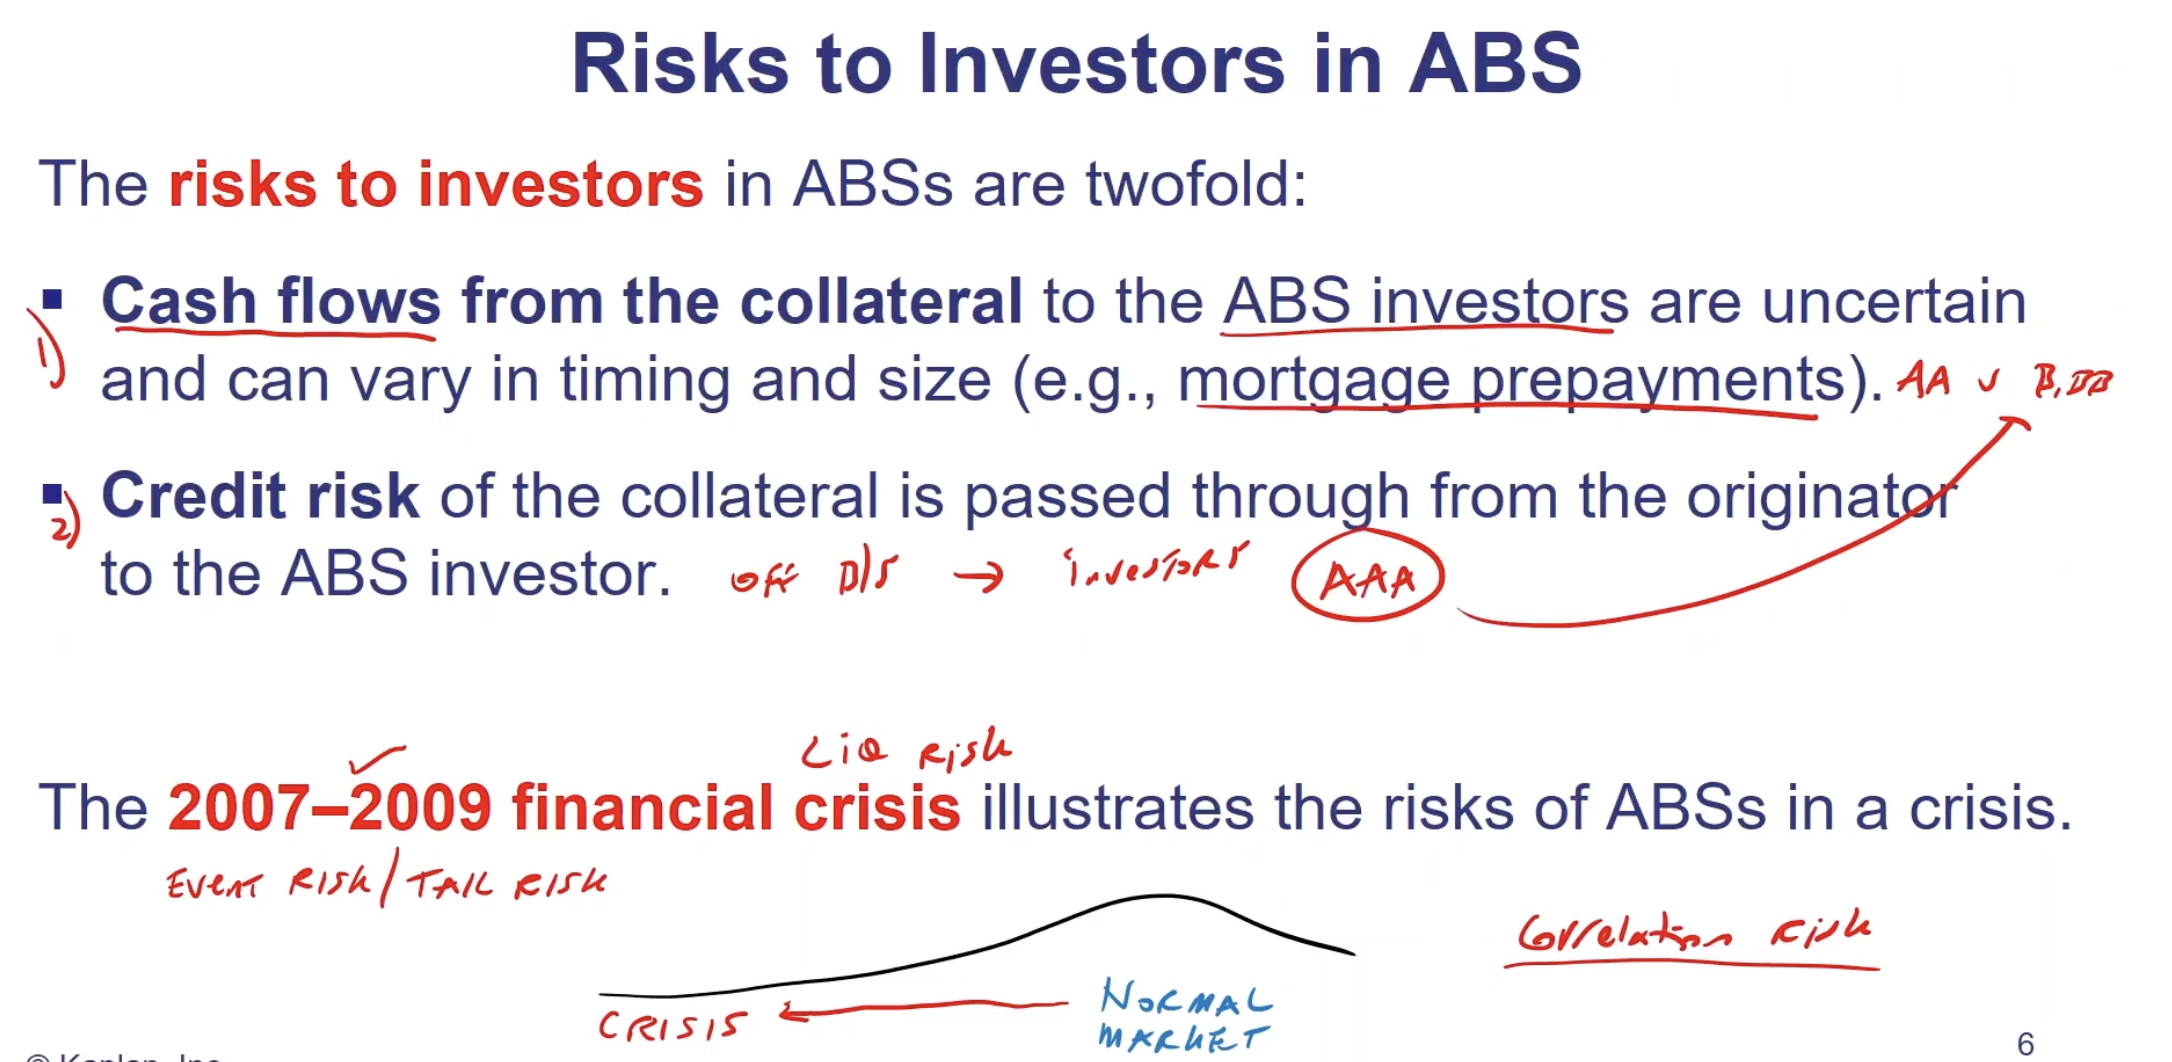 Risks to Investors in ABS
The risks to investors in ABSs are twofold:
1)
▪ Cash flows from the collateral to the ABS investors are uncertain
and can vary in timing and size (e.g., mortgage prepayments). AA v B, BB
2)
▪ Credit risk of the collateral is passed through from the originator
to the ABS investor. off B/S → investors AAA
Liq Risk
The 2007–2009 financial crisis illustrates the risks of ABSs in a crisis.
EVENT RISK/TAIL RISK
Correlation Risk
CRISIS
NORMAL
MARKET
6
© Kaplan, Inc.